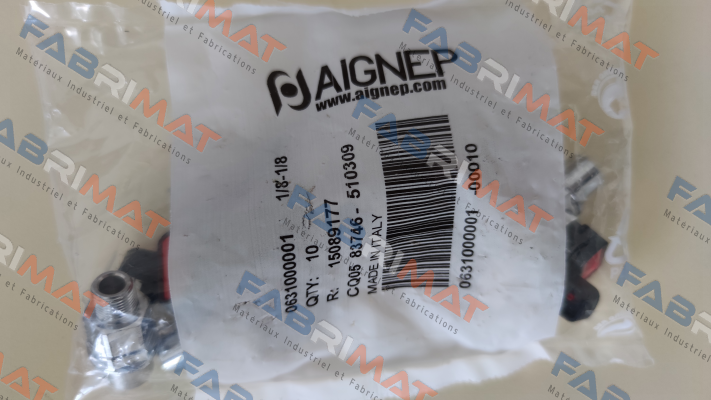 AIGNEP
www.aignep.com
0631000001 1/8-1/8
QTY: 10
R: 15089177
CQ05 83746 - 510309
MADE IN ITALY
0631000001 -00010
FABRIMAT
Matériaux Industriel et Fabrications